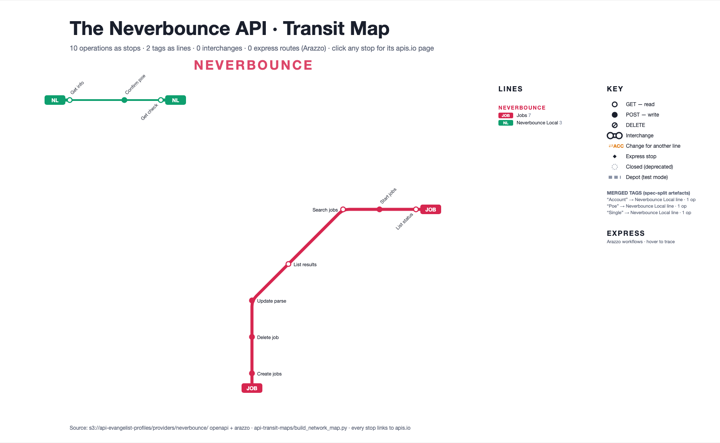 The Neverbounce API · Transit Map
10 operations as stops · 2 tags as lines · 0 interchanges · 0 express routes (Arazzo) · click any stop for its apis.io page
NEVERBOUNCE
NL
Get info
Confirm poe
Get check
NL
Search jobs
Start jobs
List status
JOB
List results
Update parse
Delete job
Create jobs
JOB
LINES
NEVERBOUNCE
JOB Jobs 7
NL Neverbounce Local 3
KEY
GET — read
POST — write
DELETE
Interchange
Change for another line
Express stop
Closed (deprecated)
Depot (test mode)
MERGED TAGS (spec-split artefacts)
"Account" → Neverbounce Local line · 1 op
"Poe" → Neverbounce Local line · 1 op
"Single" → Neverbounce Local line · 1 op
EXPRESS
Arazzo workflows · hover to trace
Source: s3://api-evangelist-profiles/providers/neverbounce/ openapi + arazzo · api-transit-maps/build_network_map.py · every stop links to apis.io